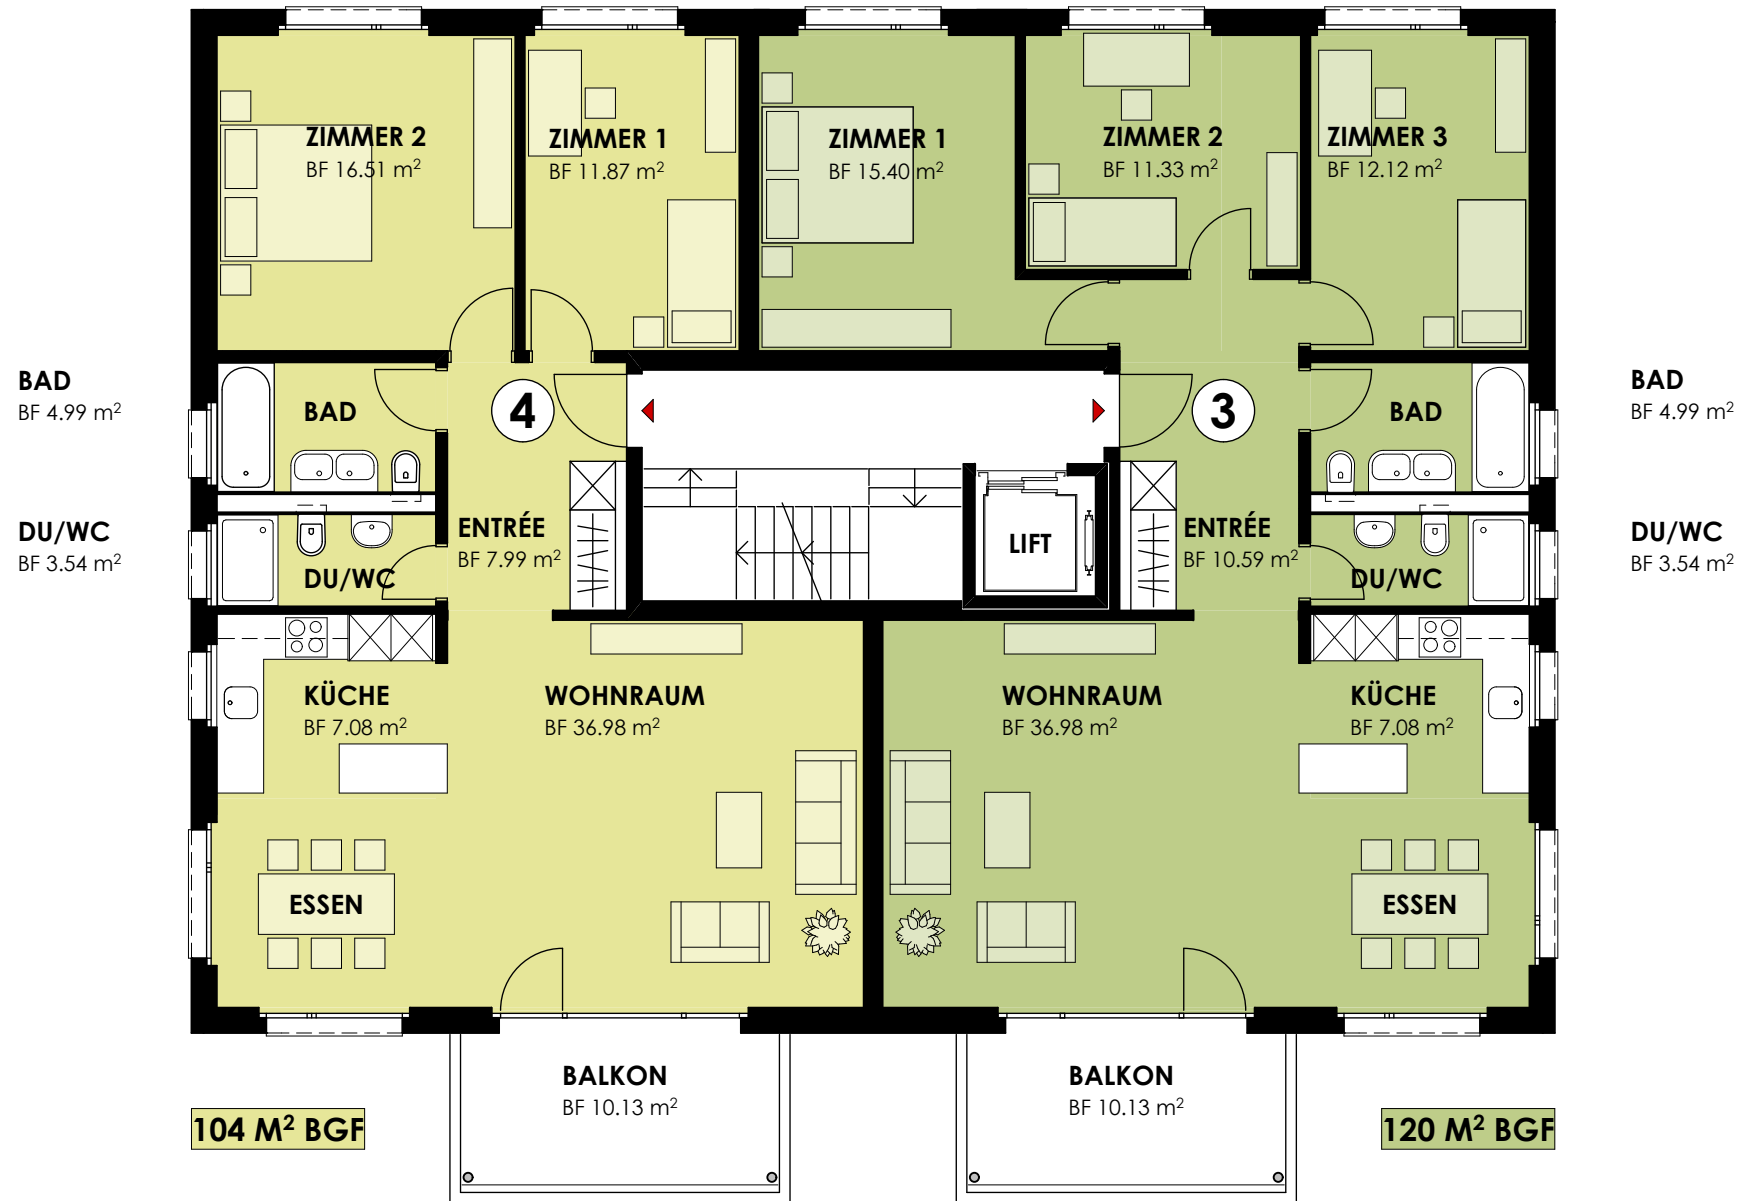 ZIMMER 2
BF 16.51 m²
ZIMMER 1
BF 11.87 m²
ZIMMER 1
BF 15.40 m²
ZIMMER 2
BF 11.33 m²
ZIMMER 3
BF 12.12 m²
BAD
BF 4.99 m²
BAD
4
3
BAD
BAD
BF 4.99 m²
DU/WC
BF 3.54 m²
DU/WC
ENTRÉE
BF 7.99 m²
LIFT
ENTRÉE
BF 10.59 m²
DU/WC
DU/WC
BF 3.54 m²
KÜCHE
BF 7.08 m²
WOHNRAUM
BF 36.98 m²
WOHNRAUM
BF 36.98 m²
KÜCHE
BF 7.08 m²
ESSEN
ESSEN
BALKON
BF 10.13 m²
BALKON
BF 10.13 m²
104 M² BGF
120 M² BGF